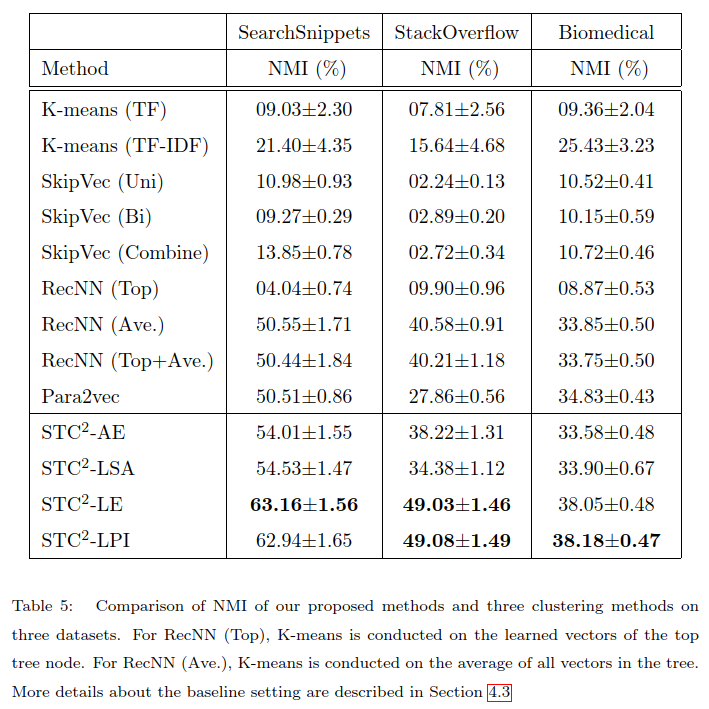 SearchSnippets StackOverflow Biomedical
Method NMI (%) NMI (%) NMI (%)
K-means (TF) 09.03±2.30 07.81±2.56 09.36±2.04
K-means (TF-IDF) 21.40±4.35 15.64±4.68 25.43±3.23
SkipVec (Uni) 10.98±0.93 02.24±0.13 10.52±0.41
SkipVec (Bi) 09.27±0.29 02.89±0.20 10.15±0.59
SkipVec (Combine) 13.85±0.78 02.72±0.34 10.72±0.46
RecNN (Top) 04.04±0.74 09.90±0.96 08.87±0.53
RecNN (Ave.) 50.55±1.71 40.58±0.91 33.85±0.50
RecNN (Top+Ave.) 50.44±1.84 40.21±1.18 33.75±0.50
Para2vec 50.51±0.86 27.86±0.56 34.83±0.43
STC²-AE 54.01±1.55 38.22±1.31 33.58±0.48
STC²-LSA 54.53±1.47 34.38±1.12 33.90±0.67
STC²-LE 63.16±1.56 49.03±1.46 38.05±0.48
STC²-LPI 62.94±1.65 49.08±1.49 38.18±0.47
Table 5: Comparison of NMI of our proposed methods and three clustering methods on
three datasets. For RecNN (Top), K-means is conducted on the learned vectors of the top
tree node. For RecNN (Ave.), K-means is conducted on the average of all vectors in the tree.
More details about the baseline setting are described in Section 4.3